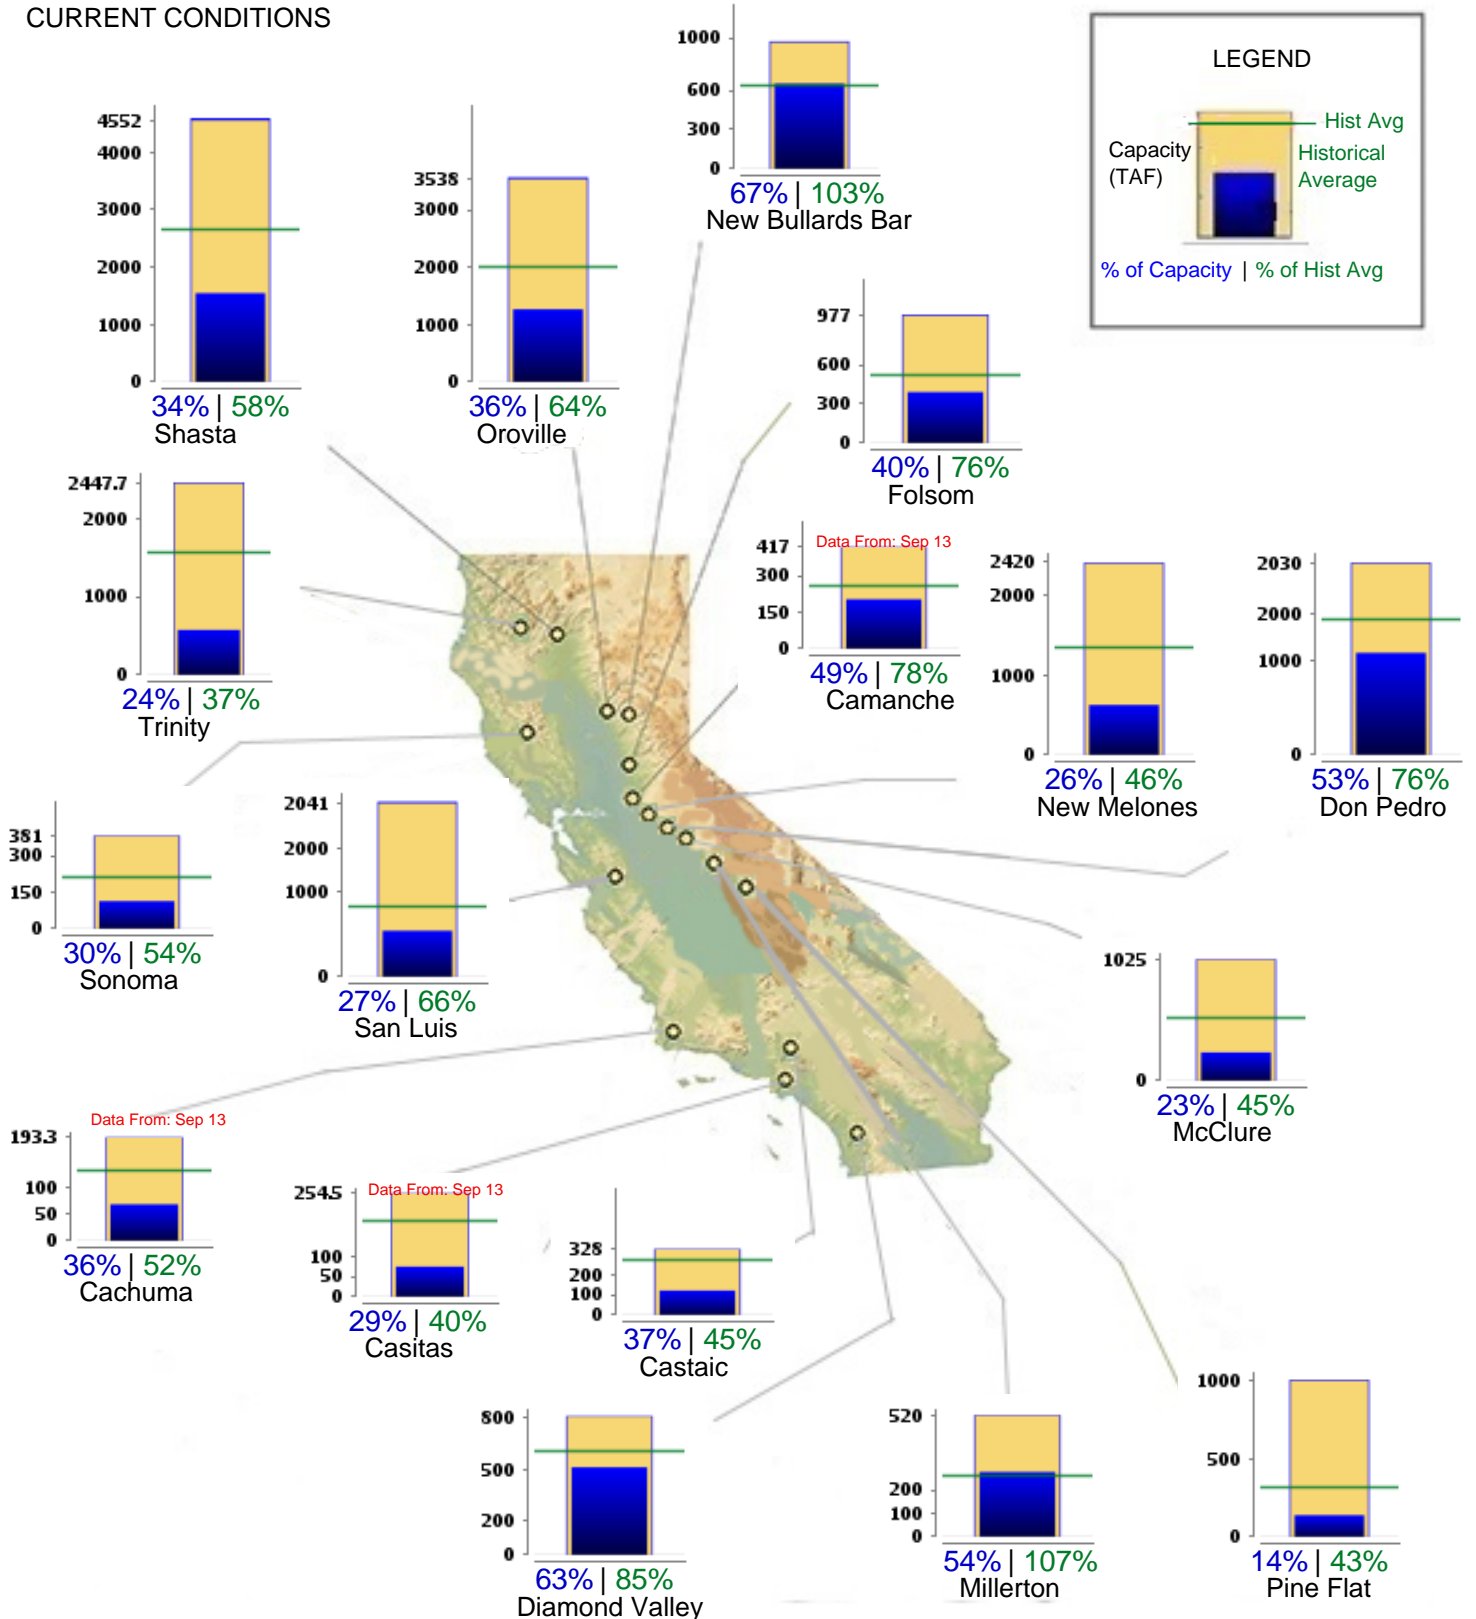 CURRENT CONDITIONS
1000
600
300
0
67% | 103%
New Bullards Bar
LEGEND
Hist Avg
Capacity
(TAF)
Historical
Average
% of Capacity | % of Hist Avg
4552
4000
3000
2000
1000
0
34% | 58%
Shasta
3538
3000
2000
1000
0
36% | 64%
Oroville
977
600
300
0
40% | 76%
Folsom
2447.7
2000
1000
0
24% | 37%
Trinity
417
300
150
0
Data From: Sep 13
49% | 78%
Camanche
2420
2000
1000
0
26% | 46%
New Melones
2030
2000
1000
0
53% | 76%
Don Pedro
381
300
150
0
30% | 54%
Sonoma
2041
2000
1000
0
27% | 66%
San Luis
1025
0
23% | 45%
McClure
Data From: Sep 13
193.3
100
50
0
36% | 52%
Cachuma
Data From: Sep 13
254.5
100
50
0
29% | 40%
Casitas
328
200
100
0
37% | 45%
Castaic
800
500
200
0
63% | 85%
Diamond Valley
520
200
100
0
54% | 107%
Millerton
1000
500
0
14% | 43%
Pine Flat